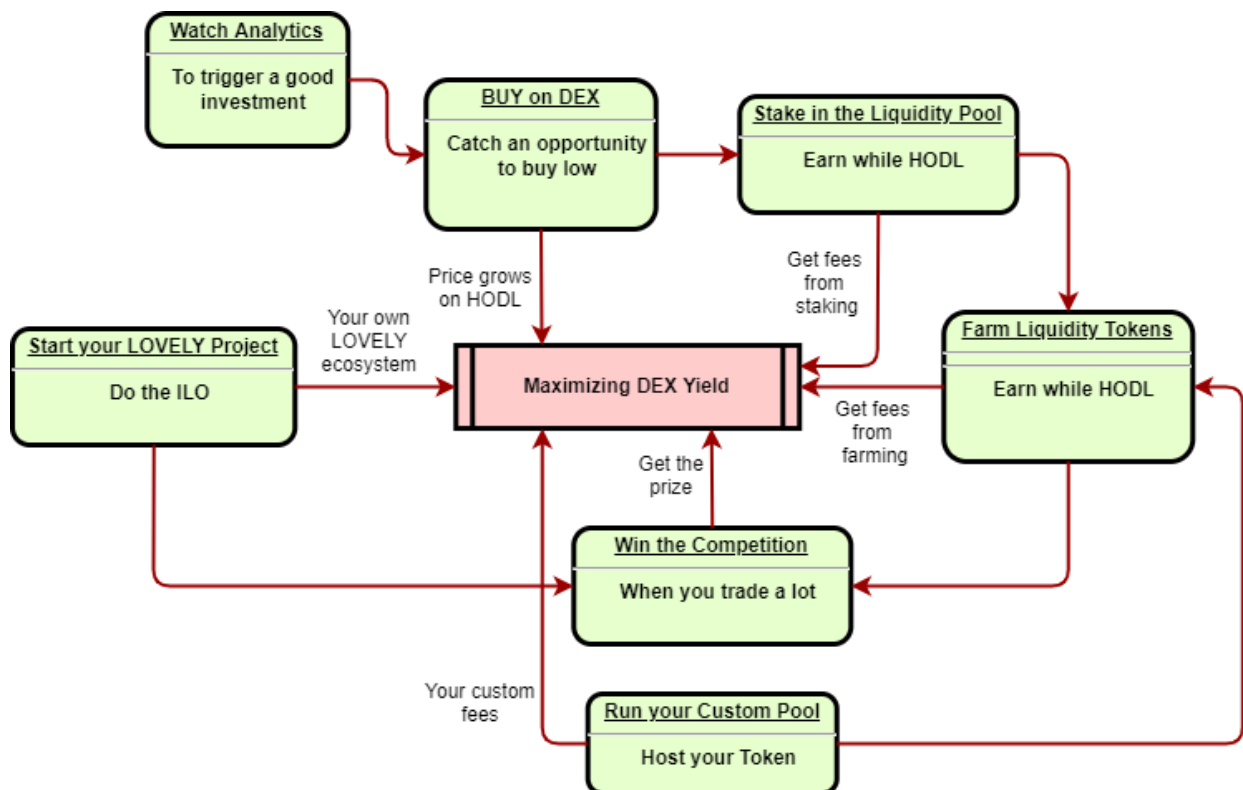 Watch Analytics
To trigger a good
investment
BUY on DEX
Catch an opportunity
to buy low
Stake in the Liquidity Pool
Earn while HODL
Price grows
on HODL
Get fees
from
staking
Your own
LOVELY
ecosystem
Start your LOVELY Project
Do the ILO
Maximizing DEX Yield
Farm Liquidity Tokens
Earn while HODL
Get fees
from
farming
Get the
prize
Win the Competition
When you trade a lot
Your custom
fees
Run your Custom Pool
Host your Token